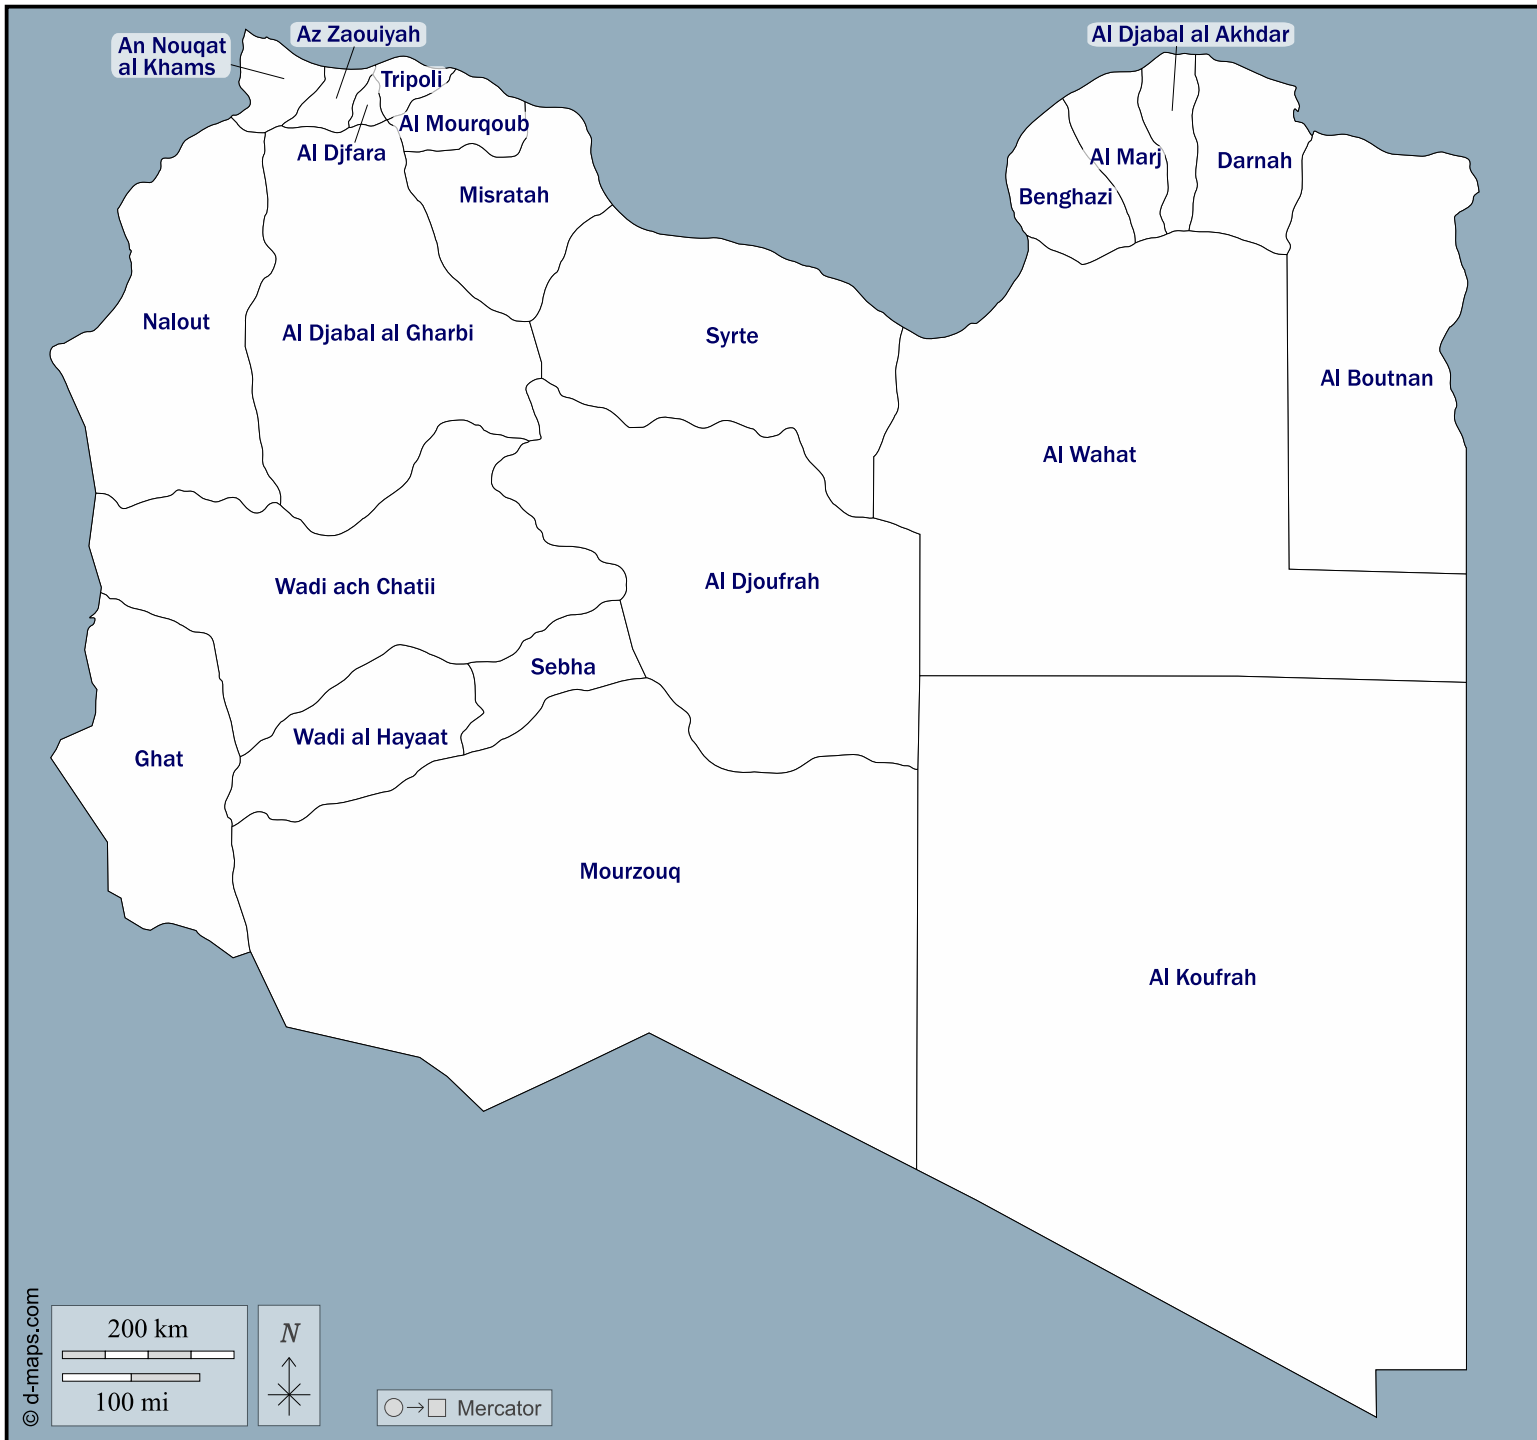 Az Zaouiyah
Al Djabal al Akhdar
An Nouqat
al Khams
Tripoli
Al Mourqoub
Al Djfara
Al Marj
Darnah
Misratah
Benghazi
Nalout
Al Djabal al Gharbi
Syrte
Al Boutnan
Al Wahat
Wadi ach Chatii
Al Djoufrah
Sebha
Wadi al Hayaat
Ghat
Mourzouq
Al Koufrah
© d-maps.com
200 km
100 mi
N
Mercator